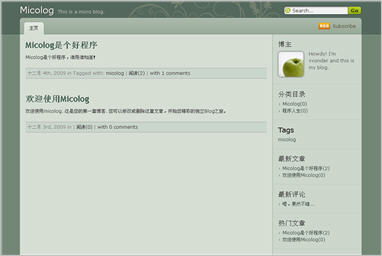 Micolog This is a micro blog.
Search... Go
主页
Subscribe
Micolog是个好程序
Micolog是个好程序,谁用谁知道!
十二月 4th, 2009 in Tagged with: micolog | 阅读(2) | with 1 comments
欢迎使用Micolog
欢迎使用micolog, 这是您的第一篇博客, 您可以修改或删除这篇文章。开始您精彩的独立Blog之旅。
十二月 3rd, 2009 in | 阅读(0) | with 0 comments
博主
Howdy! I'm
vvonder and this is
my blog.
分类目录
Micolog(0)
程序人生(0)
Tags
micolog
最新文章
Micolog是个好程序(2)
欢迎使用Micolog(0)
最新评论
嗯，果然不错...
热门文章
Micolog是个好程序(2)
欢迎使用Micolog(0)